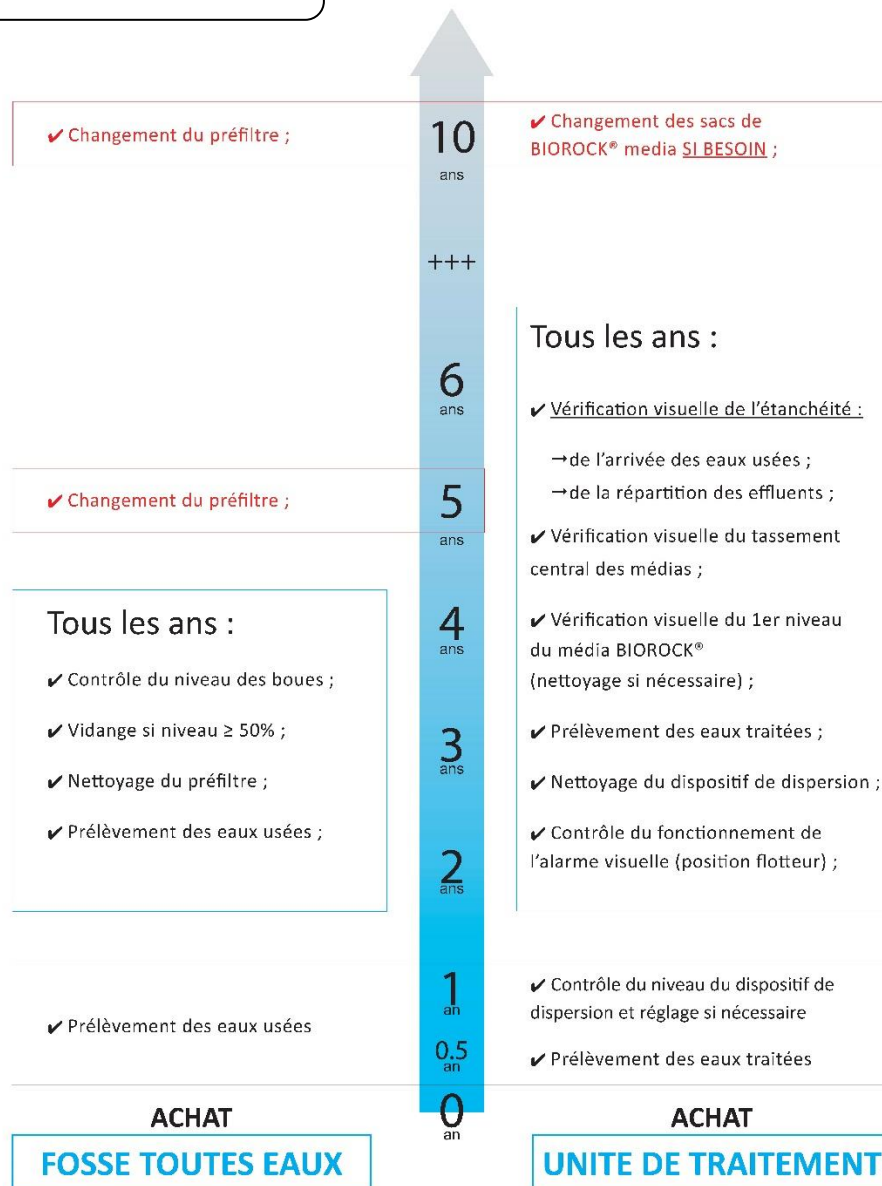 ✔ Changement du préfiltre ;
10
ans
✔ Changement des sacs de
BIOROCK® media SI BESOIN ;
+++
Tous les ans :
6
ans
✔ Vérification visuelle de l’étanchéité :
→de l’arrivée des eaux usées ;
→de la répartition des effluents ;
✔ Changement du préfiltre ;
5
ans
✔ Vérification visuelle du tassement
central des médias ;
Tous les ans :
✔ Contrôle du niveau des boues ;
✔ Vidange si niveau ≥ 50% ;
✔ Nettoyage du préfiltre ;
✔ Prélèvement des eaux usées ;
4
ans
3
ans
2
ans
✔ Vérification visuelle du 1er niveau
du média BIOROCK®
(nettoyage si nécessaire) ;
✔ Prélèvement des eaux traitées ;
✔ Nettoyage du dispositif de dispersion ;
✔ Contrôle du fonctionnement de
l’alarme visuelle (position flotteur) ;
✔ Prélèvement des eaux usées
1
an
0.5
an
✔ Contrôle du niveau du dispositif de
dispersion et réglage si nécessaire
✔ Prélèvement des eaux traitées
0
an
ACHAT
FOSSE TOUTES EAUX
ACHAT
UNITE DE TRAITEMENT